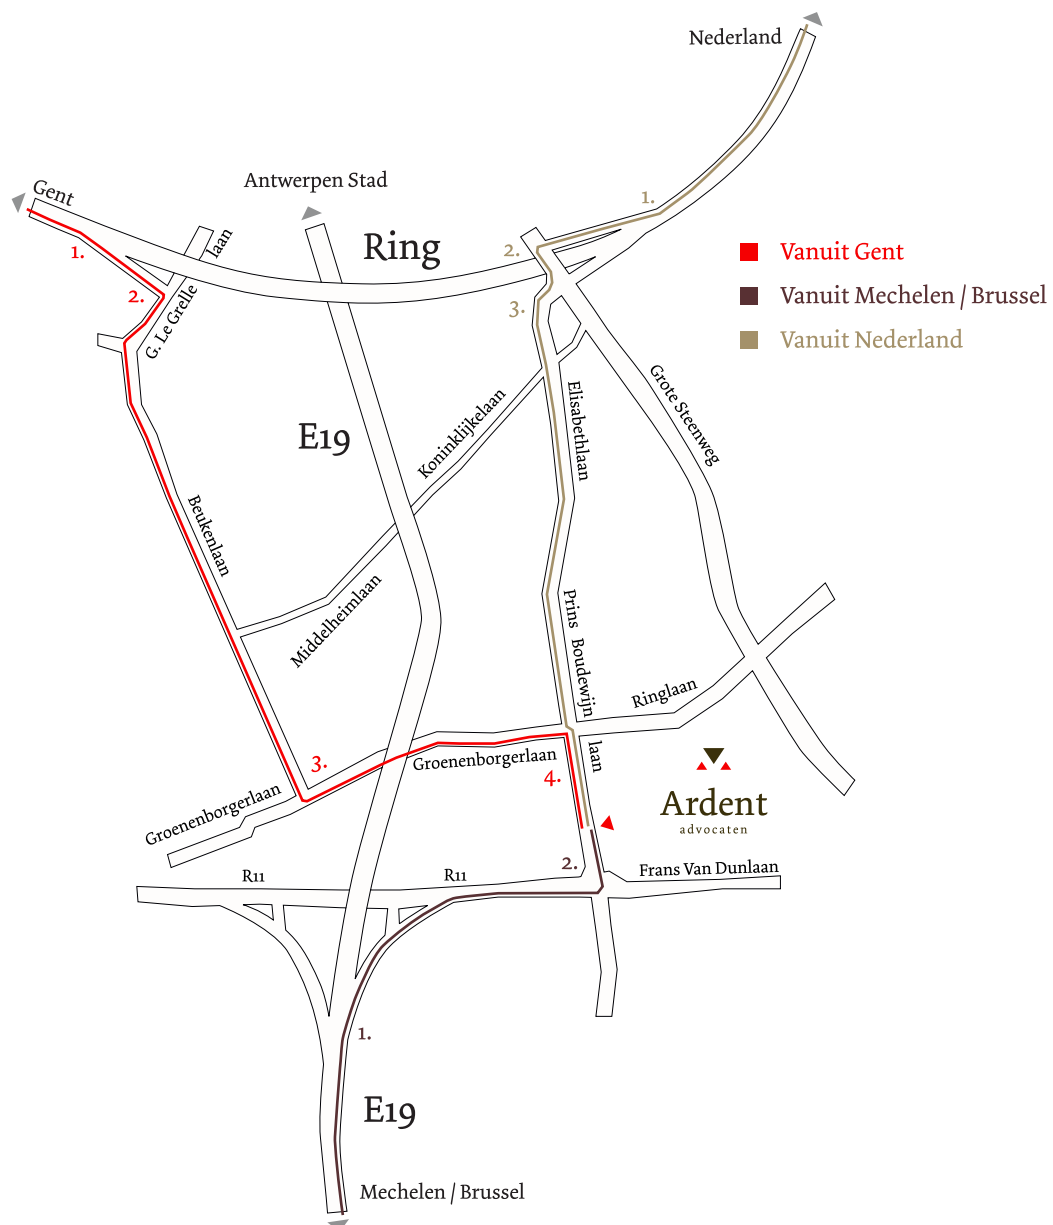 Nederland
Antwerpen Stad
Gent
1.
Ring
laan
1.
2.
Vanuit Gent
2.
Vanuit Mechelen / Brussel
3.
Vanuit Nederland
G. Le Grelle
Grote Steenweg
Elisabethlaan
Koninklijkelaan
E19
Beukenlaan
Middelheimlaan
Prins Boudewijn
laan
Ringlaan
3.
Groenenborgerlaan
4.
Groenenborgerlaan
Ardent
advocaten
2.
Frans Van Dunlaan
R11
R11
1.
E19
Mechelen / Brussel